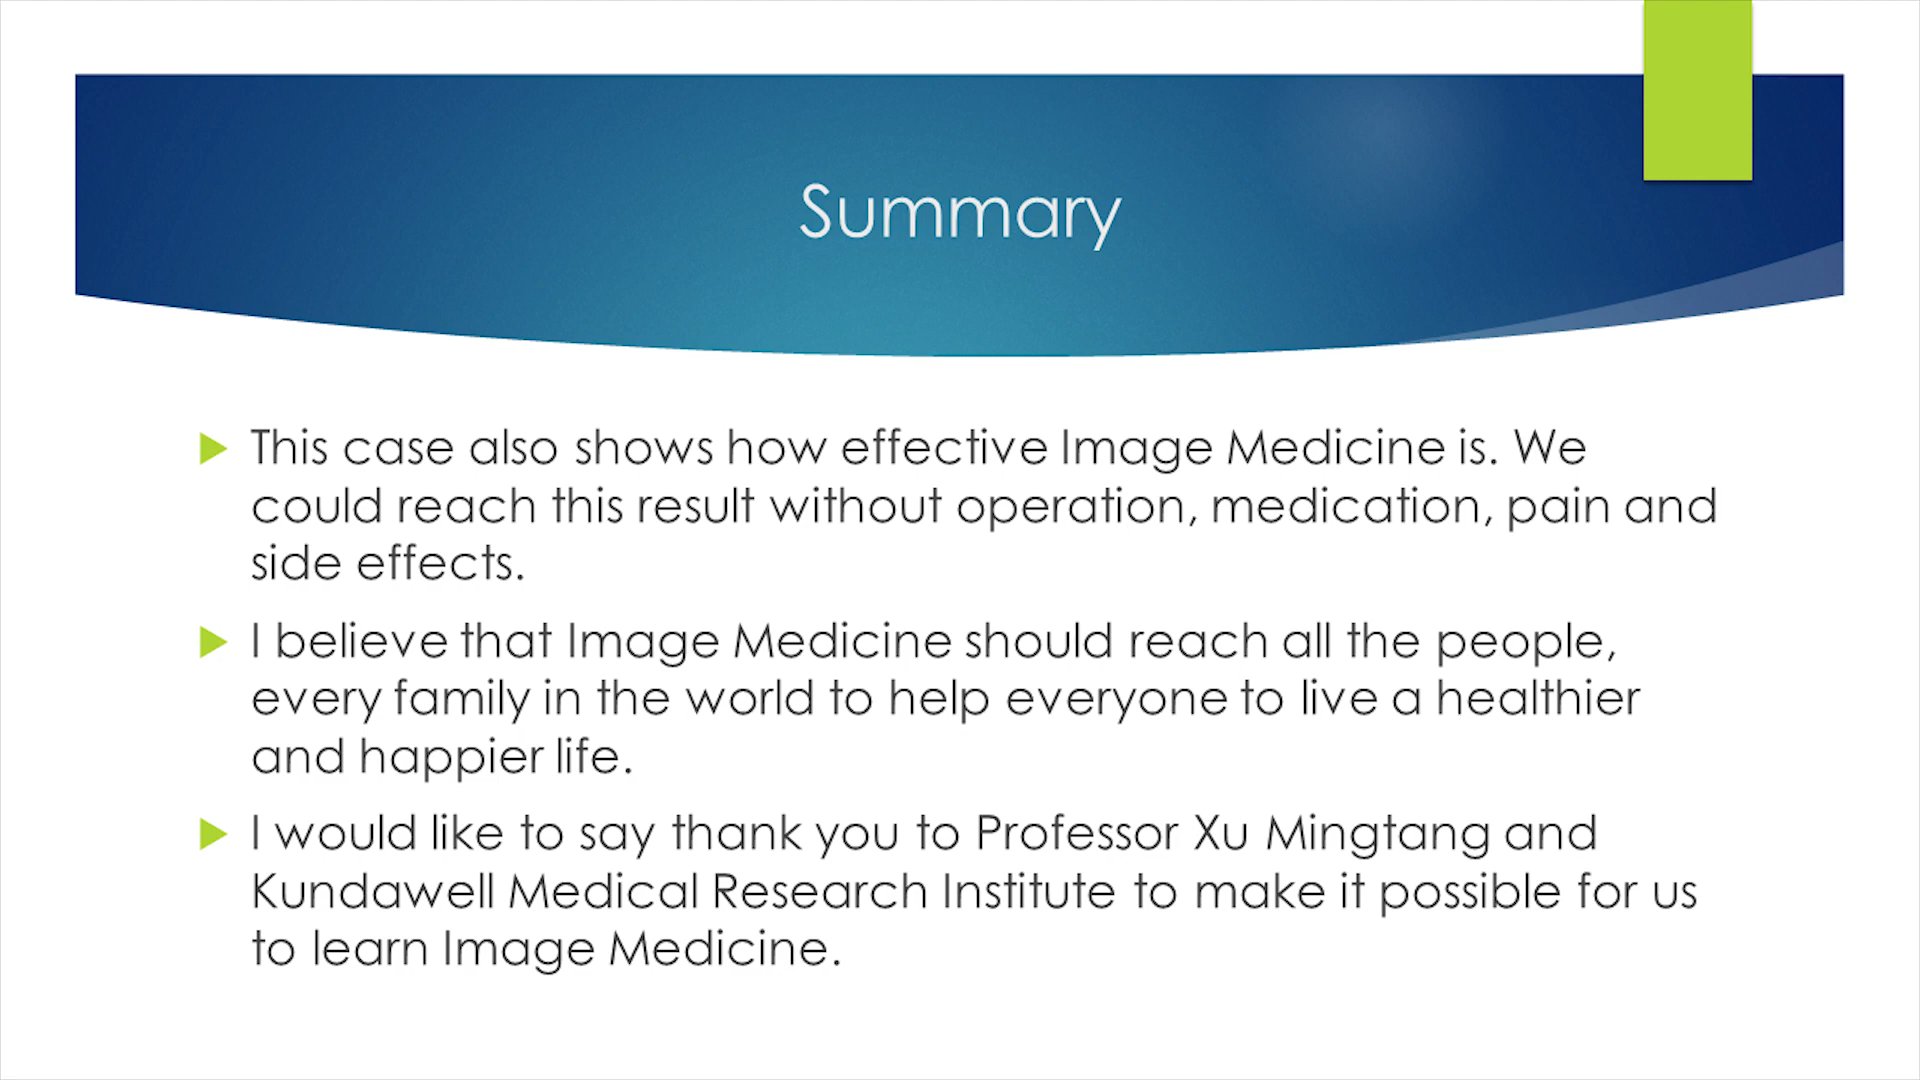 Summary
This case also shows how effective Image Medicine is. We
could reach this result without operation, medication, pain and
side effects.
I believe that Image Medicine should reach all the people,
every family in the world to help everyone to live a healthier
and happier life.
I would like to say thank you to Professor Xu Mingtang and
Kundawell Medical Research Institute to make it possible for us
to learn Image Medicine.